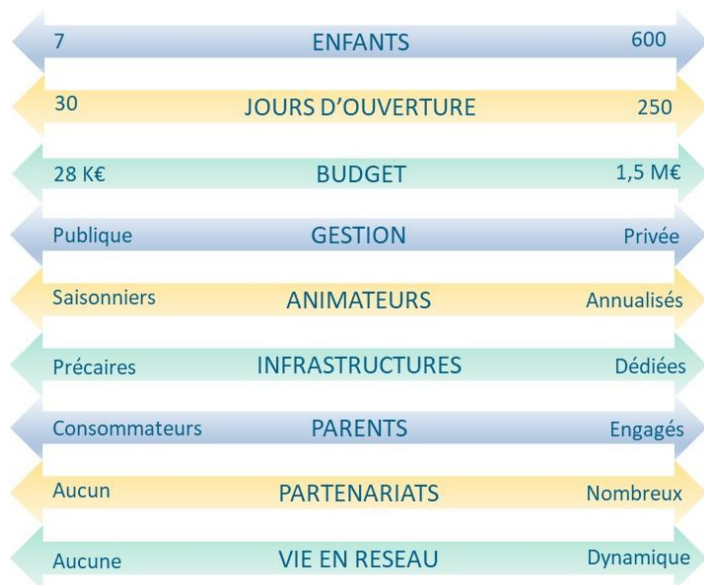 7 ENFANTS 600
30 JOURS D’OUVERTURE 250
28 K€ BUDGET 1,5 M€
Publique GESTION Privée
Saisonniers ANIMATEURS Annualisés
Précaires INFRASTRUCTURES Dédiées
Consommateurs PARENTS Engagés
Aucun PARTENARIATS Nombreux
Aucune VIE EN RESEAU Dynamique